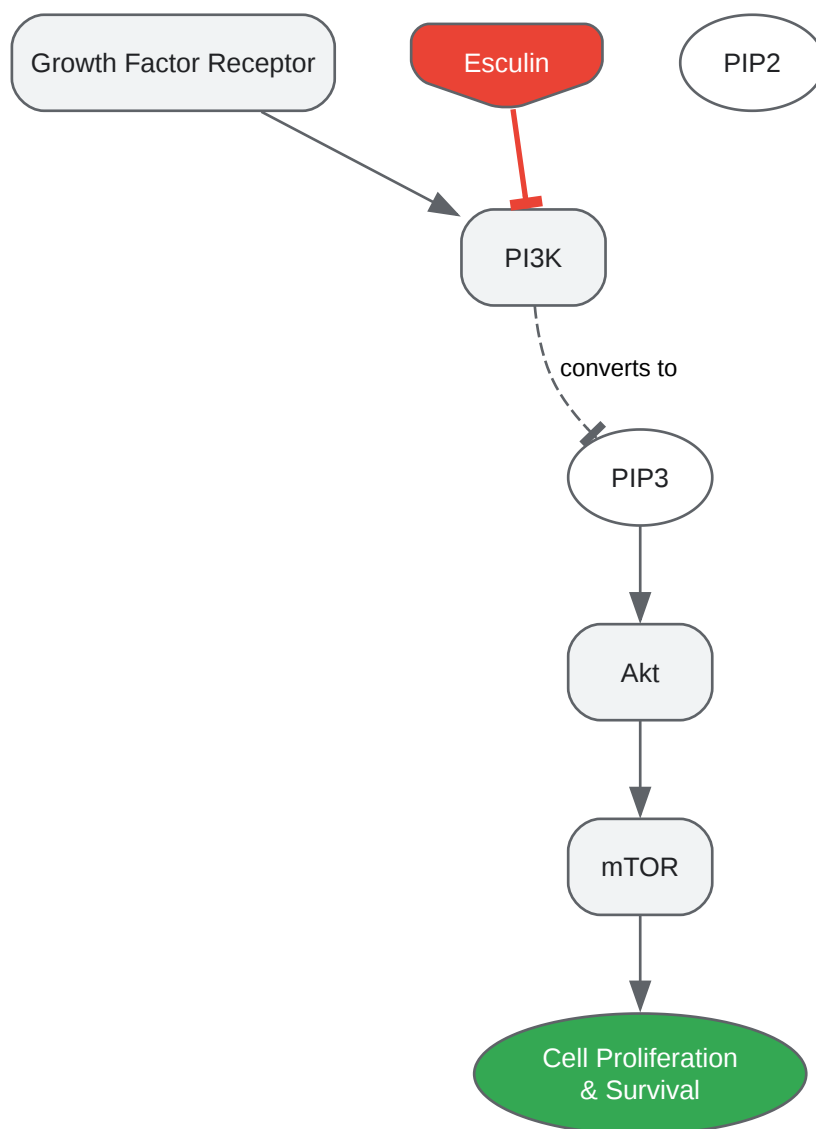 Growth Factor Receptor
Esculin
PIP2
PI3K
converts to
PIP3
Akt
mTOR
Cell Proliferation
& Survival